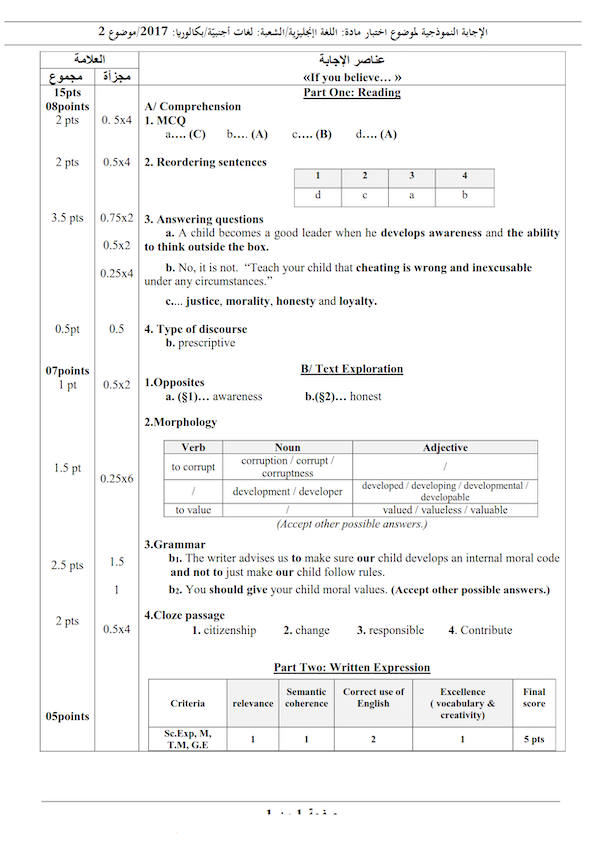 الإجابة النموذجية لموضوع اختبار مادة: اللغة الإنجليزية/الشعبة: لغات أجنبيّة/بكالوريا: 2017/موضوع 2
العلامة عناصر الإجابة
مجموع مجزأة «If you believe… »
15pts Part One: Reading
08points A/ Comprehension
2 pts 0. 5x4 1. MCQ
a…. (C) b…. (A) c…. (B) d…. (A)
2 pts 0.5x4 2. Reordering sentences
1 2 3 4
d c a b
3.5 pts 0.75x2 3. Answering questions
a. A child becomes a good leader when he develops awareness and the ability
0.5x2 to think outside the box.
b. No, it is not. “Teach your child that cheating is wrong and inexcusable
0.25x4 under any circumstances.”
c.... justice, morality, honesty and loyalty.
0.5pt 0.5 4. Type of discourse
b. prescriptive
07points B/ Text Exploration
1 pt 0.5x2 1.Opposites
a. (§1)… awareness b.(§2)… honest
2.Morphology
Verb Noun Adjective
to corrupt corruption / corrupt / corruptness /
1.5 pt 0.25x6 / development / developer developed / developing / developmental / developable
to value / valued / valueless / valuable
(Accept other possible answers.)
3.Grammar
2.5 pts 1.5 b1. The writer advises us to make sure our child develops an internal moral code
and not to just make our child follow rules.
1 b2. You should give your child moral values. (Accept other possible answers.)
2 pts 0.5x4 4.Cloze passage
1. citizenship 2. change 3. responsible 4. Contribute
Part Two: Written Expression
05points Criteria relevance Semantic coherence Correct use of English Excellence ( vocabulary & creativity) Final score
Sc.Exp, M, T.M, G.E 1 1 2 1 5 pts